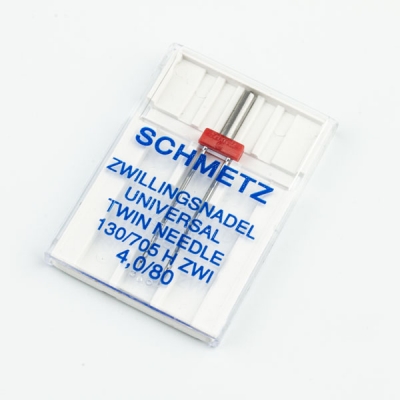 SCHMETZ
ZWILLINGSNADEL
UNIVERSAL
TWIN NEEDLE
130/705 H ZWI
4,0/80